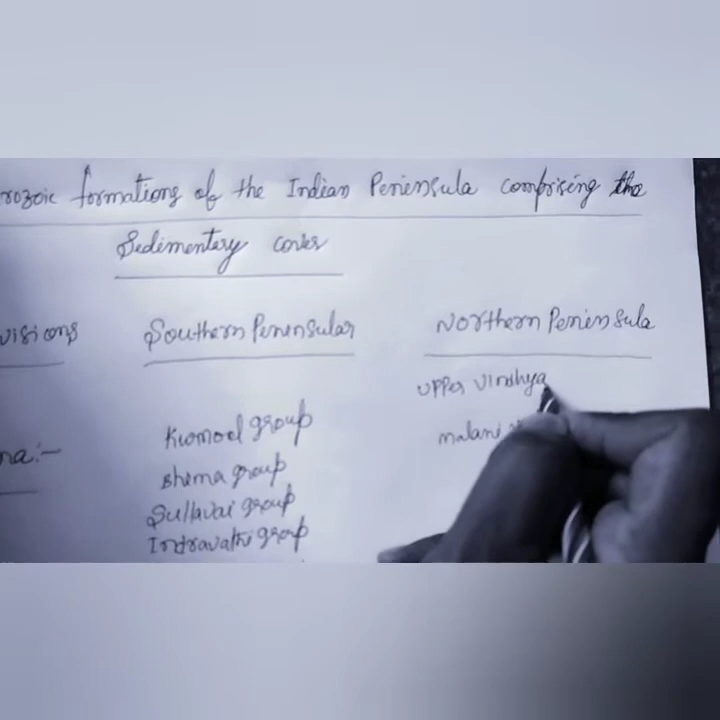 rozoic formations of the Indian Peninsula comprising the
Sedimentary cover
visions Southern Peninsular Northern Peninsula
Upper Vindhya
na:- Kurnool group malani
Bhima group
Sullavai group
Indravathi group